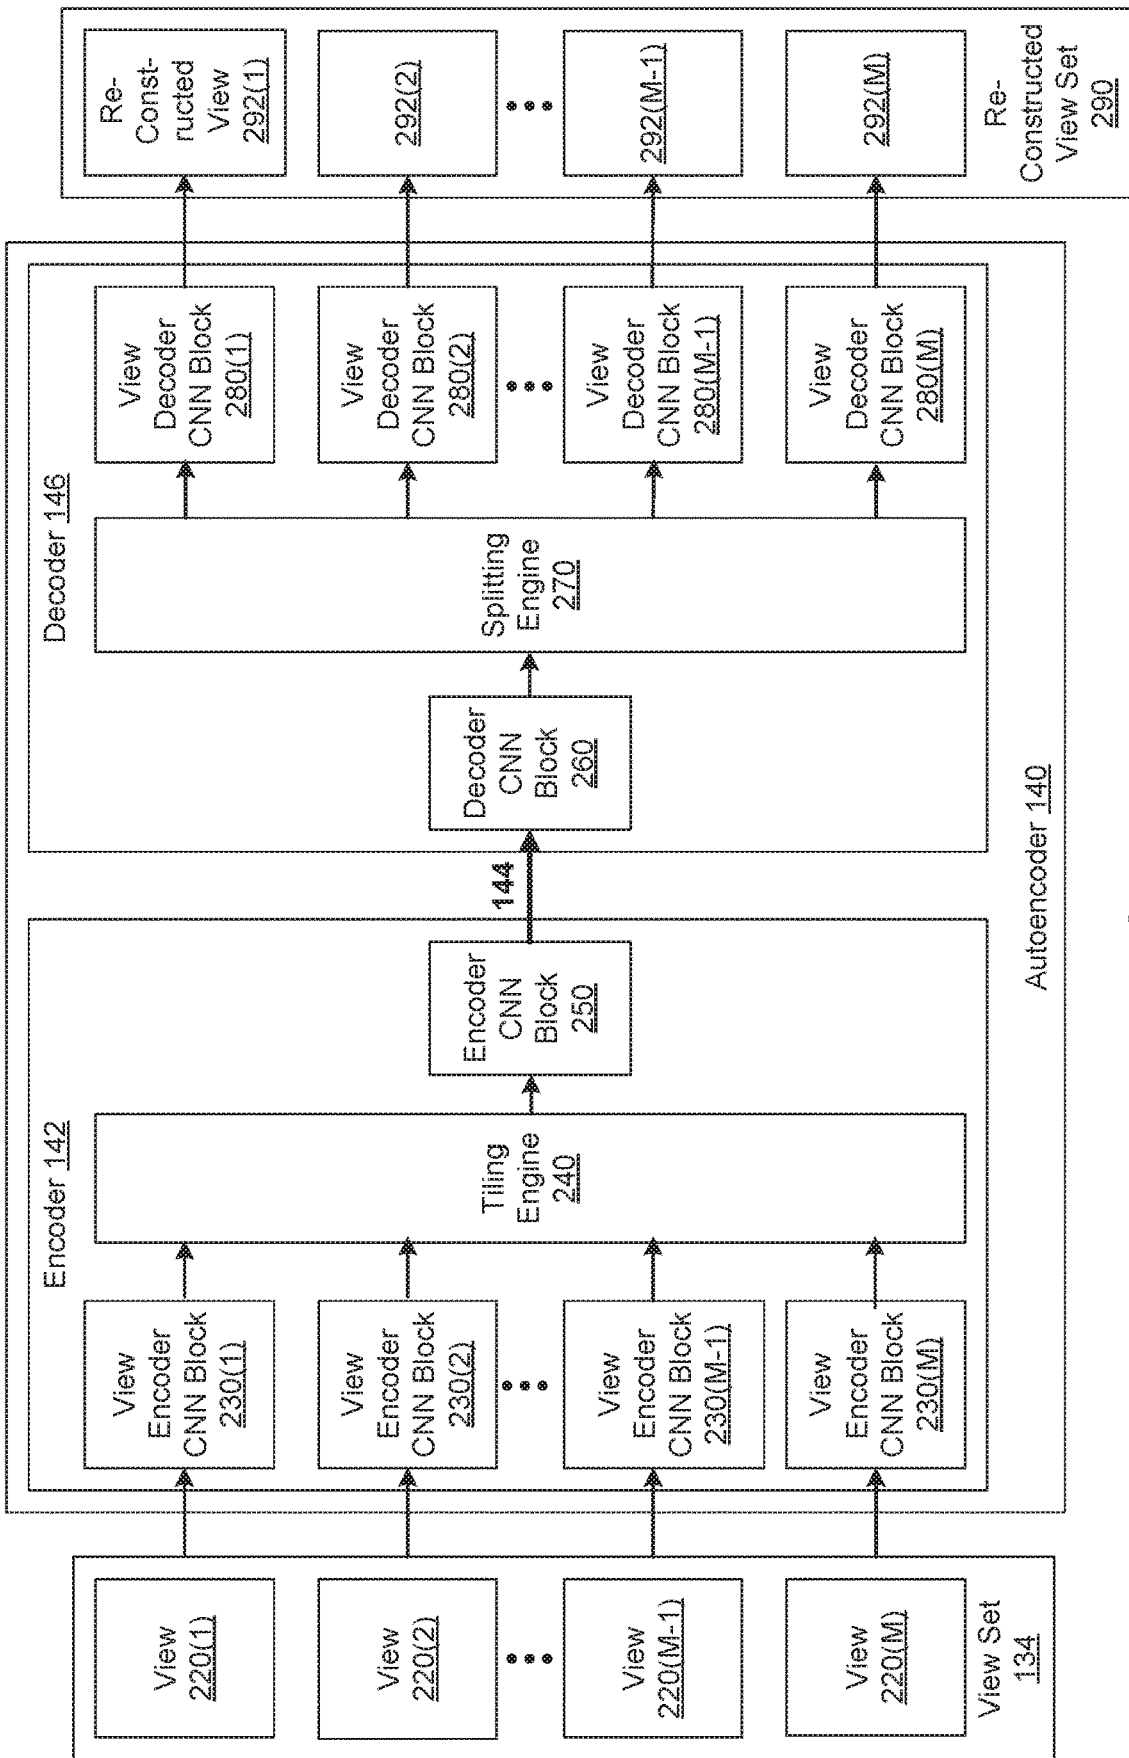 View
220(1)
View
220(2)
View
220(M-1)
View
220(M)
View Set
134
Encoder 142
View
Encoder
CNN Block
230(1)
View
Encoder
CNN Block
230(2)
View
Encoder
CNN Block
230(M-1)
View
Encoder
CNN Block
230(M)
Tiling
Engine
240
Encoder
CNN
Block
250
144
Decoder 146
Decoder
CNN
Block
260
Splitting
Engine
270
View
Decoder
CNN Block
280(1)
View
Decoder
CNN Block
280(2)
View
Decoder
CNN Block
280(M-1)
View
Decoder
CNN Block
280(M)
Autoencoder 140
Re-
Const-
ructed
View
292(1)
292(2)
292(M-1)
292(M)
Re-
Constructed
View Set
290